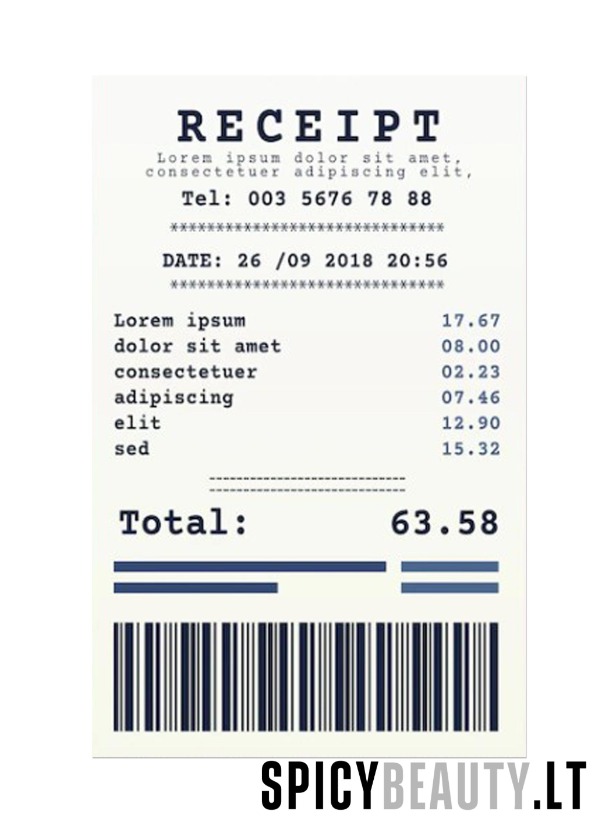 RECEIPT
Lorem ipsum dolor sit amet,
consectetuer adipiscing elit,
Tel: 003 5676 78 88
******************************
DATE: 26 /09 2018 20:56
******************************
Lorem ipsum 17.67
dolor sit amet 08.00
consectetuer 02.23
adipiscing 07.46
elit 12.90
sed 15.32
Total: 63.58
SPICYBEAUTY.LT